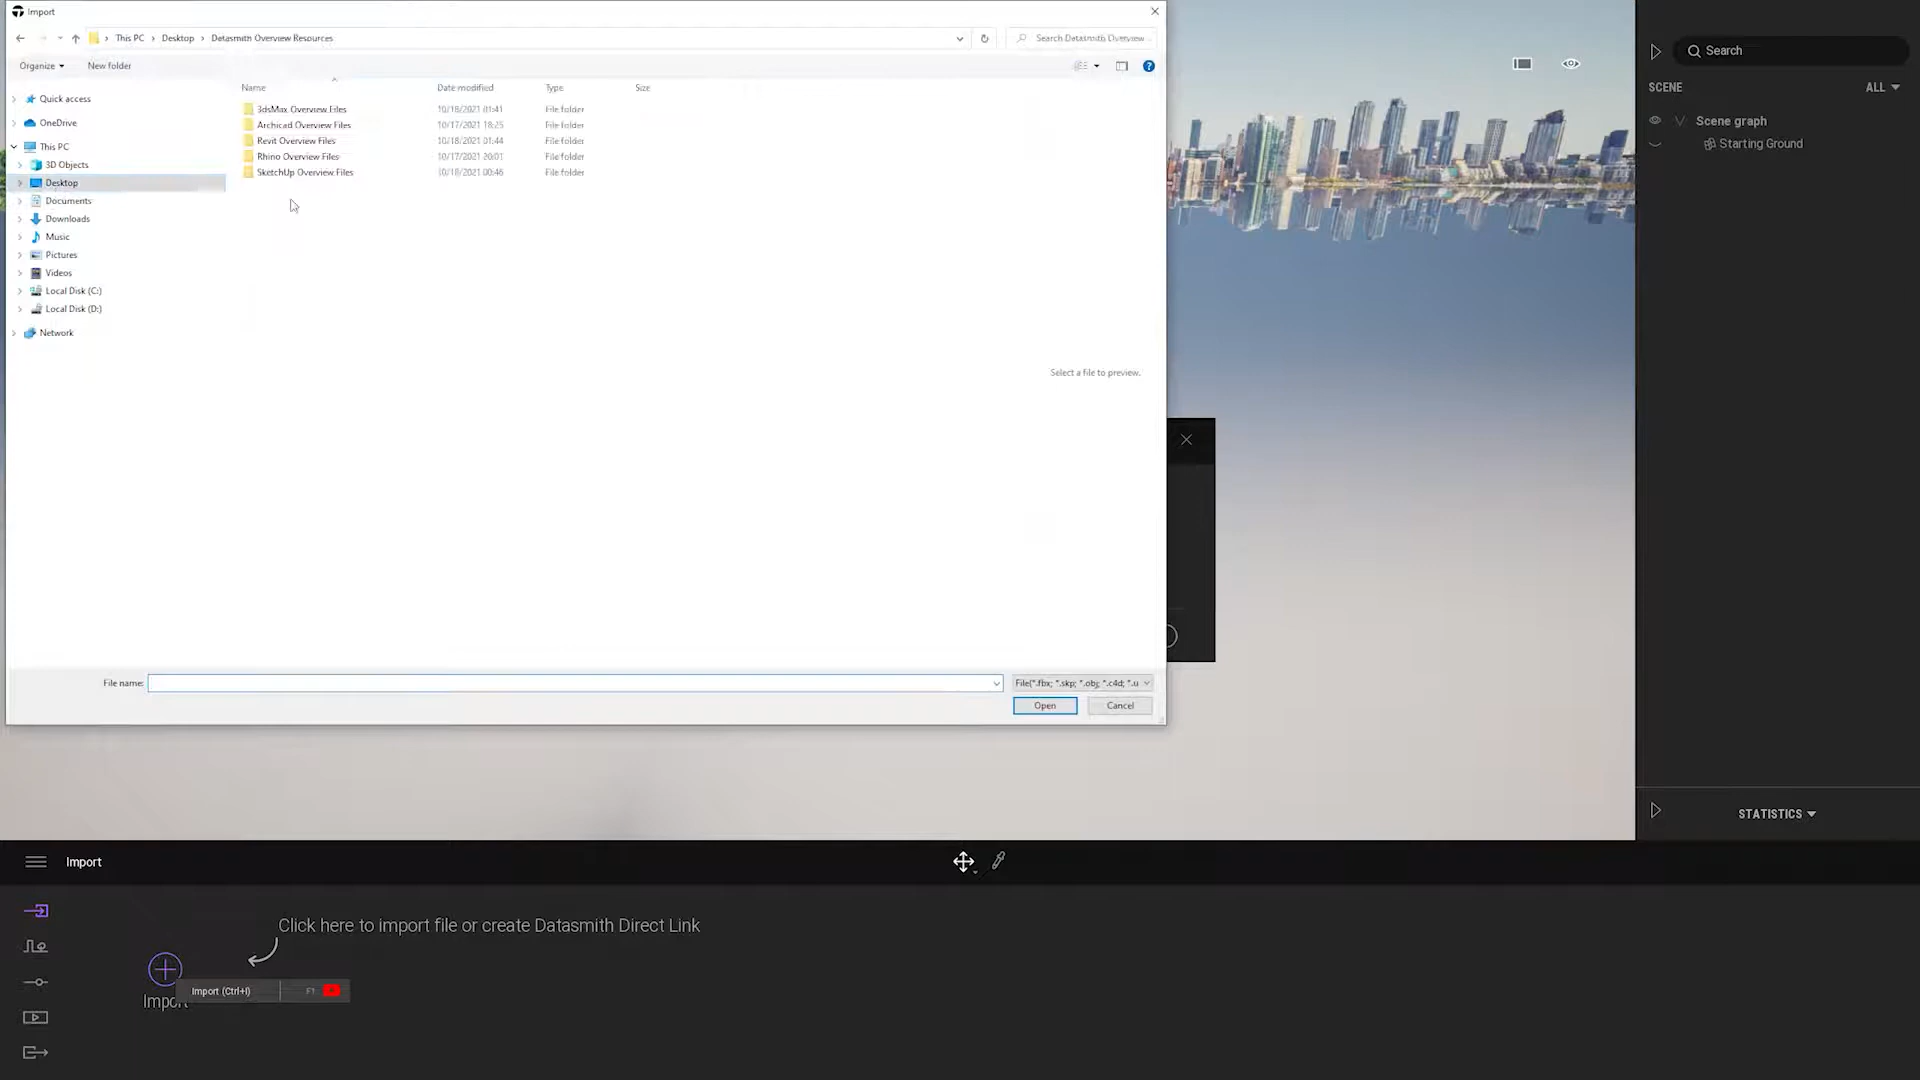 Import
This PC > Desktop > Datasmith Overview Resources
Search Datasmith Overview...
Organize
New folder
Name Date modified Type Size
3dsMax Overview Files 10/18/2021 01:41 File folder
Archicad Overview Files 10/17/2021 18:25 File folder
Revit Overview Files 10/18/2021 01:44 File folder
Rhino Overview Files 10/17/2021 20:01 File folder
SketchUp Overview Files 10/18/2021 00:46 File folder
Quick access
OneDrive
This PC
3D Objects
Desktop
Documents
Downloads
Music
Pictures
Videos
Local Disk (C:)
Local Disk (D:)
Network
Select a file to preview.
File name:
File(*.fbx; *.skp; *.obj; *.c4d; *.u
Open
Cancel
Search
SCENE ALL
Scene graph
Starting Ground
STATISTICS
Import
Click here to import file or create Datasmith Direct Link
Import (Ctrl+I) F1
Import